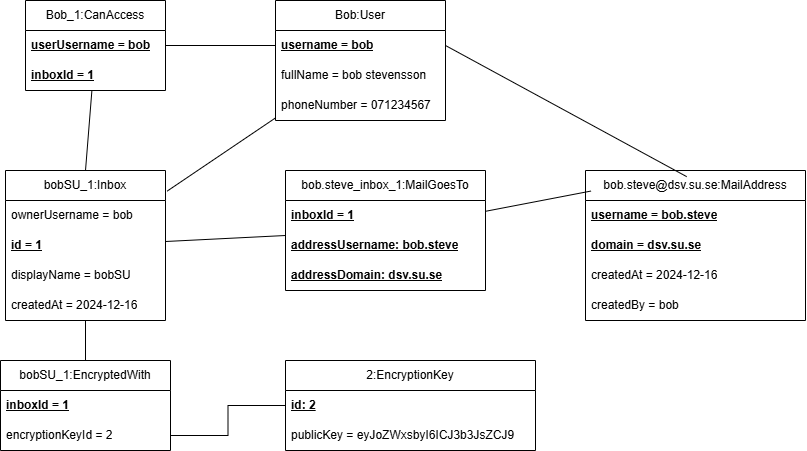 Bob_1:CanAccess
userUsername = bob
inboxId = 1
Bob:User
username = bob
fullName = bob stevensson
phoneNumber = 071234567
bobSU_1:Inbox
ownerUsername = bob
id = 1
displayName = bobSU
createdAt = 2024-12-16
bob.steve_inbox_1:MailGoesTo
inboxId = 1
addressUsername: bob.steve
addressDomain: dsv.su.se
bob.steve@dsv.su.se:MailAddress
username = bob.steve
domain = dsv.su.se
createdAt = 2024-12-16
createdBy = bob
bobSU_1:EncryptedWith
inboxId = 1
encryptionKeyId = 2
2:EncryptionKey
id: 2
publicKey = eyJoZWxsbyI6ICJ3b3JsZCJ9